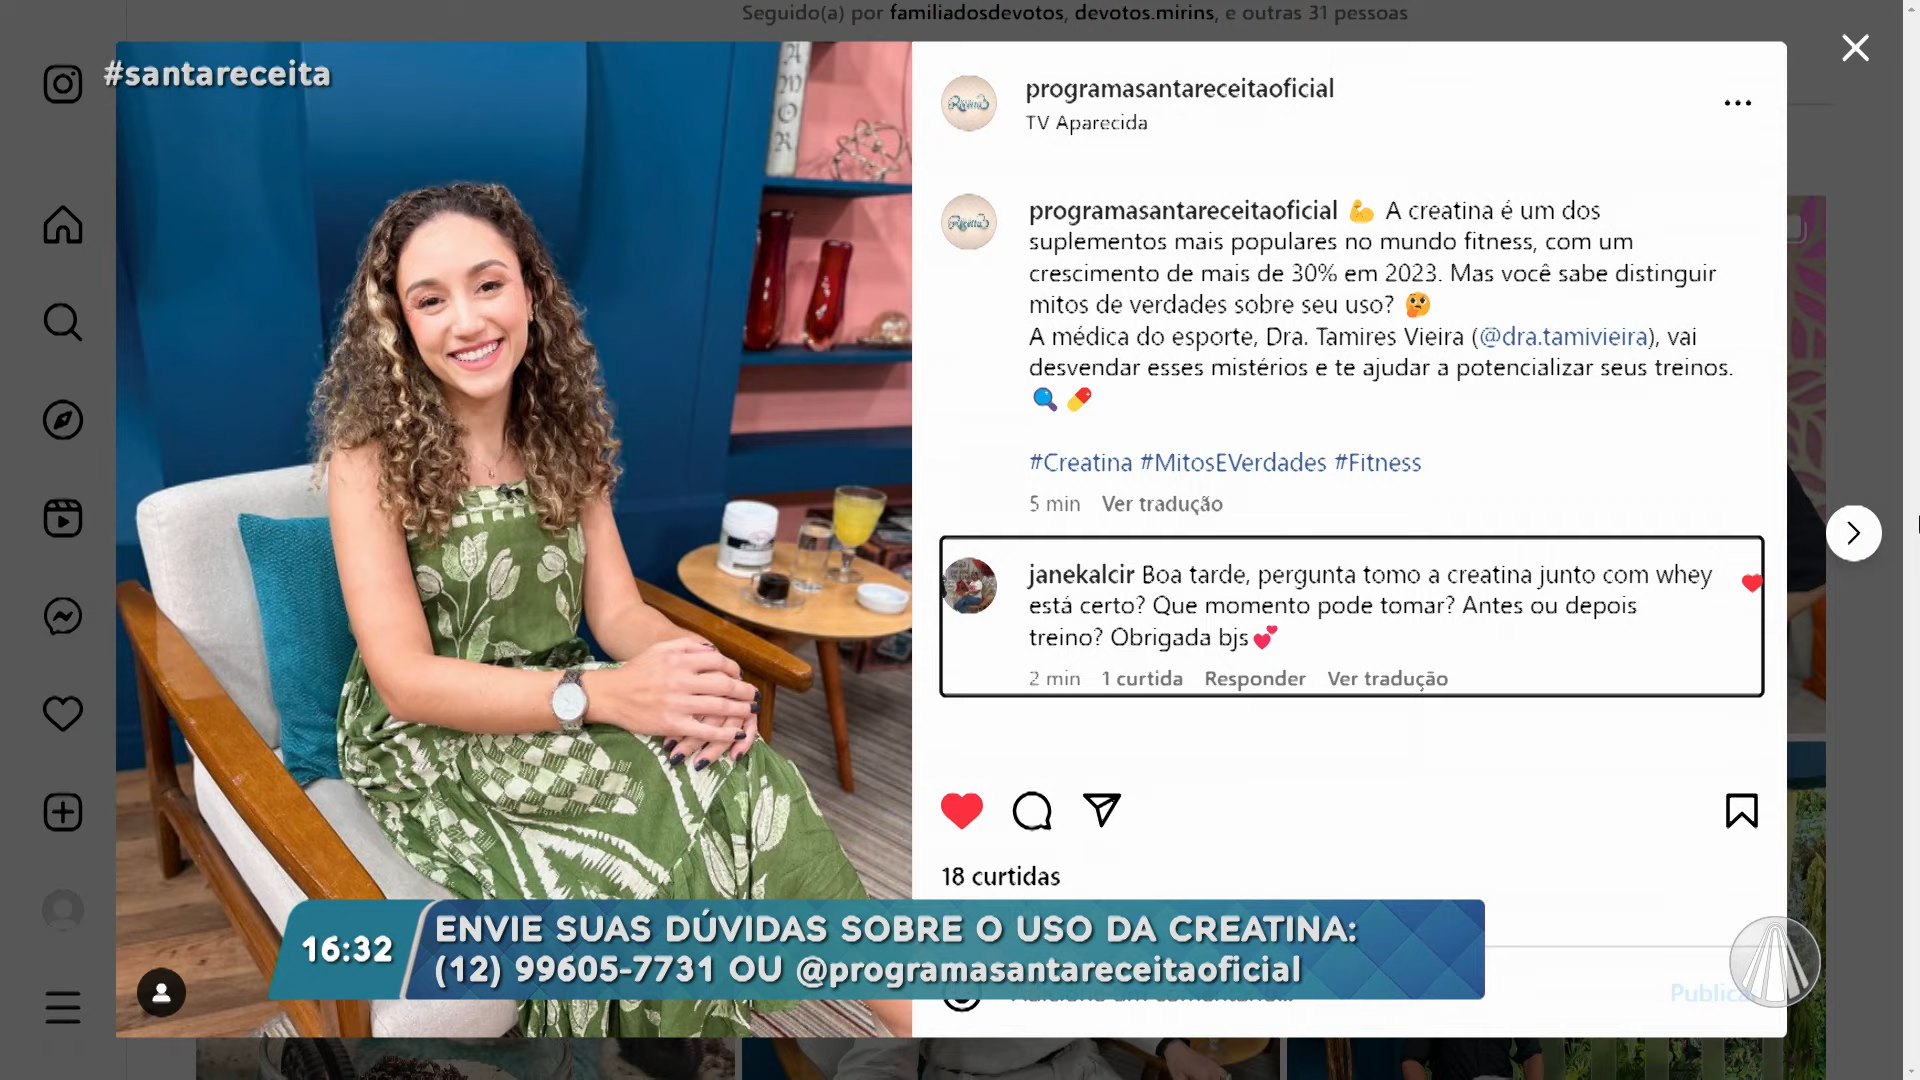 Seguido(a) por familiadosdevotos, devotos.mirins, e outras 31 pessoas
#santareceita
AMOR
programasantareceitaoficial
TV Aparecida
programasantareceitaoficial 💪 A creatina é um dos
suplementos mais populares no mundo fitness, com um
crescimento de mais de 30% em 2023. Mas você sabe distinguir
mitos de verdades sobre seu uso? 🤔
A médica do esporte, Dra. Tamires Vieira (@dra.tamivieira), vai
desvendar esses mistérios e te ajudar a potencializar seus treinos.
🔍 💊
#Creatina #MitosEVerdades #Fitness
5 min Ver tradução
janekalcir Boa tarde, pergunta tomo a creatina junto com whey
está certo? Que momento pode tomar? Antes ou depois
treino? Obrigada bjs💕
2 min 1 curtida Responder Ver tradução
18 curtidas
16:32
ENVIE SUAS DÚVIDAS SOBRE O USO DA CREATINA:
(12) 99605-7731 OU @programasantareceitaoficial